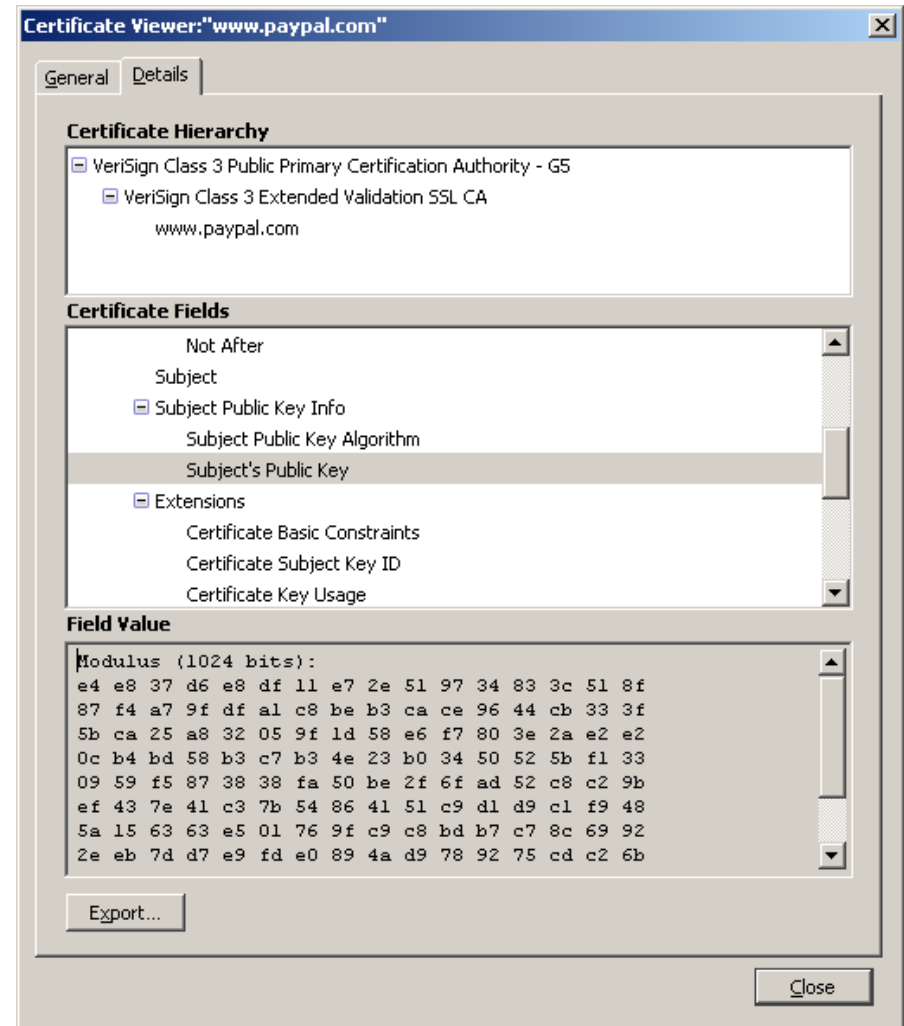 Certificate Viewer:"www.paypal.com"
General Details
Certificate Hierarchy
VeriSign Class 3 Public Primary Certification Authority - G5
VeriSign Class 3 Extended Validation SSL CA
www.paypal.com
Certificate Fields
Not After
Subject
Subject Public Key Info
Subject Public Key Algorithm
Subject's Public Key
Extensions
Certificate Basic Constraints
Certificate Subject Key ID
Certificate Key Usage
Field Value
Modulus (1024 bits):
e4 e8 37 d6 e8 df 11 e7 2e 51 97 34 83 3c 51 8f
87 f4 a7 9f df a1 c8 be b3 ca ce 96 44 cb 33 3f
5b ca 25 a8 32 05 9f 1d 58 e6 f7 80 3e 2a e2 e2
0c b4 bd 58 b3 c7 b3 4e 23 b0 34 50 52 5b f1 33
09 59 f5 87 38 38 fa 50 be 2f 6f ad 52 c8 c2 9b
ef 43 7e 41 c3 7b 54 86 41 51 c9 d1 d9 c1 f9 48
5a 15 63 63 e5 01 76 9f c9 c8 bd b7 c7 8c 69 92
2e eb 7d d7 e9 fd e0 89 4a d9 78 92 75 cd c2 6b
Export...
Close